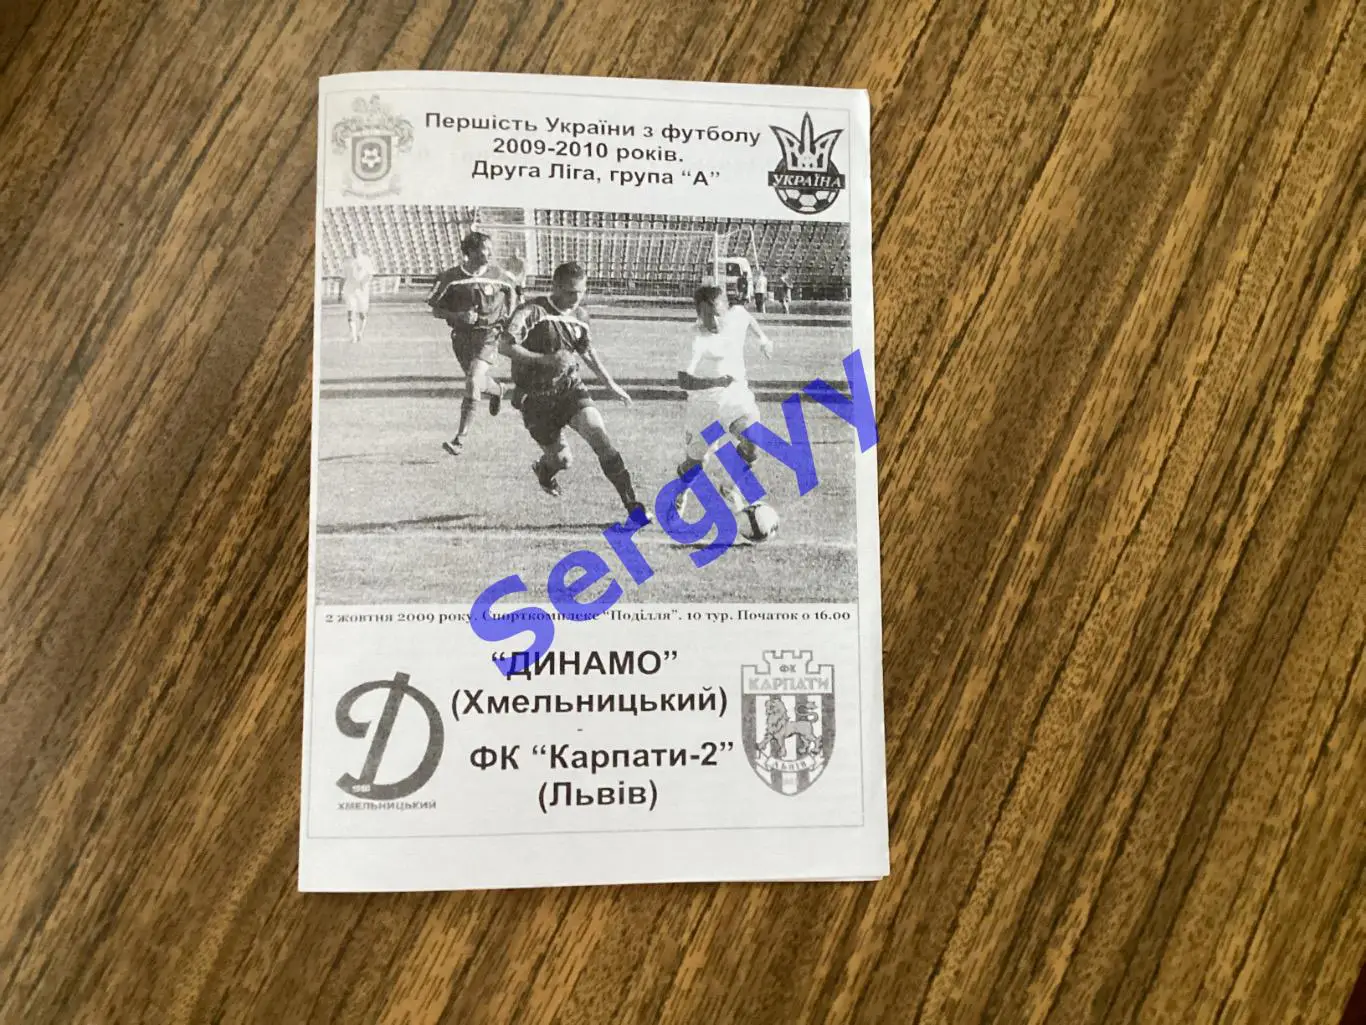 Першість України з футболу
2009-2010 років.
Друга Ліга, група “А”
УКРАЇНА
2 жовтня 2009 року. Спорткомплекс “Поділля”. 10 тур. Початок о 16.00
“ДИНАМО”
(Хмельницький)
-
ФК “Карпати-2”
(Львів)
ХМЕЛЬНИЦЬКИЙ
ФК
КАРПАТИ
ЛЬВІВ
Sergiyy